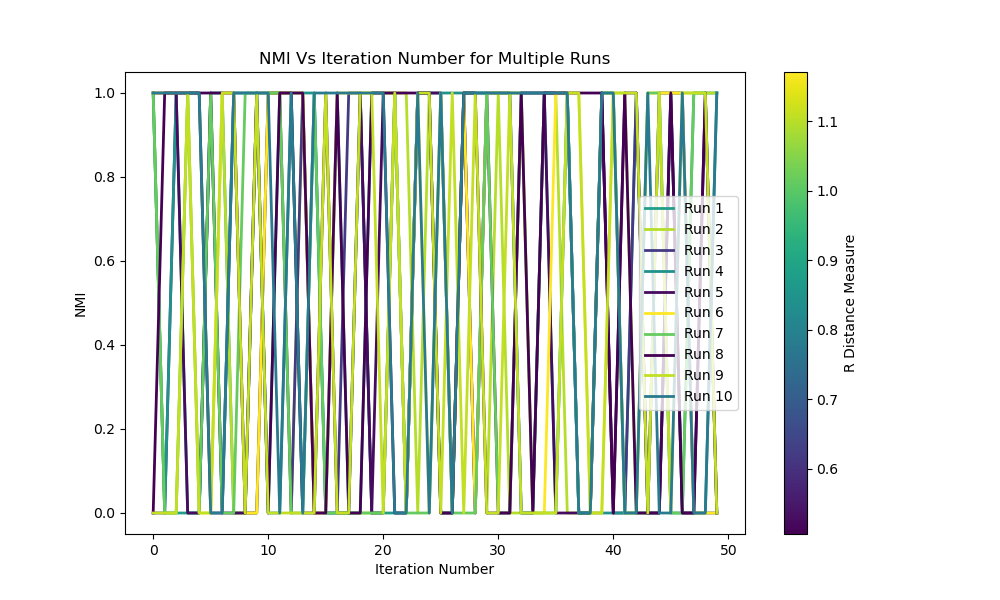 NMI Vs Iteration Number for Multiple Runs
1.0
0.8
0.6
0.4
0.2
0.0
NMI
0
10
20
30
40
50
Iteration Number
Run 1
Run 2
Run 3
Run 4
Run 5
Run 6
Run 7
Run 8
Run 9
Run 10
1.1
1.0
0.9
0.8
0.7
0.6
R Distance Measure